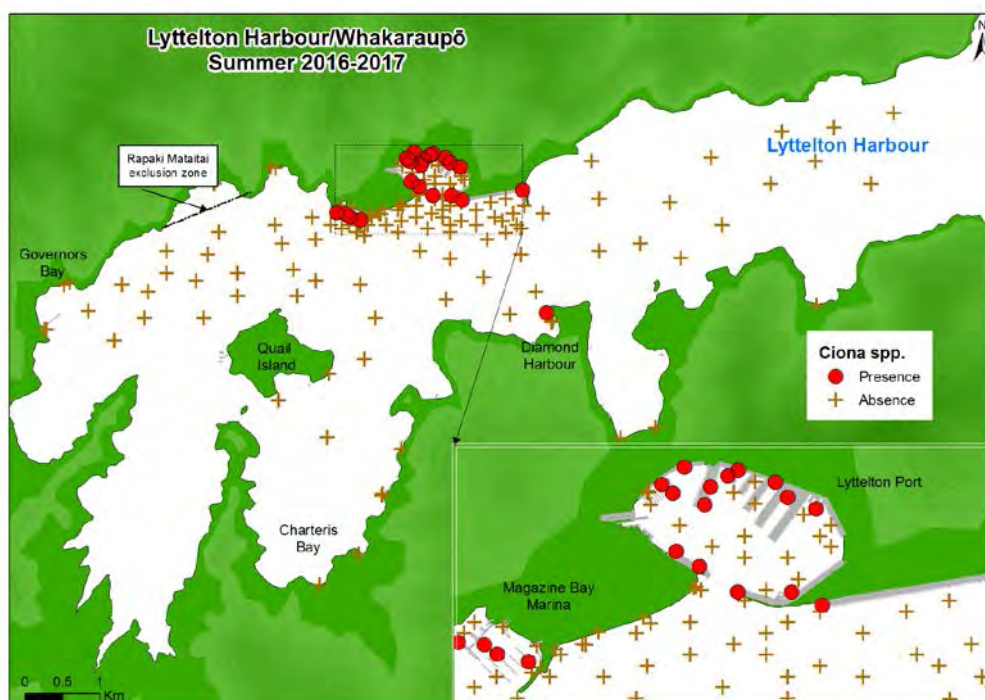 Lyttelton Harbour/Whakaraupō
Summer 2016-2017
N
Lyttelton Harbour
Rapaki Mataitai
exclusion zone
Governors
Bay
Quail
Island
Diamond
Harbour
Ciona spp.
Presence
Absence
Charteris
Bay
Lyttelton Port
Magazine Bay
Marina
0 0.5 1
Km